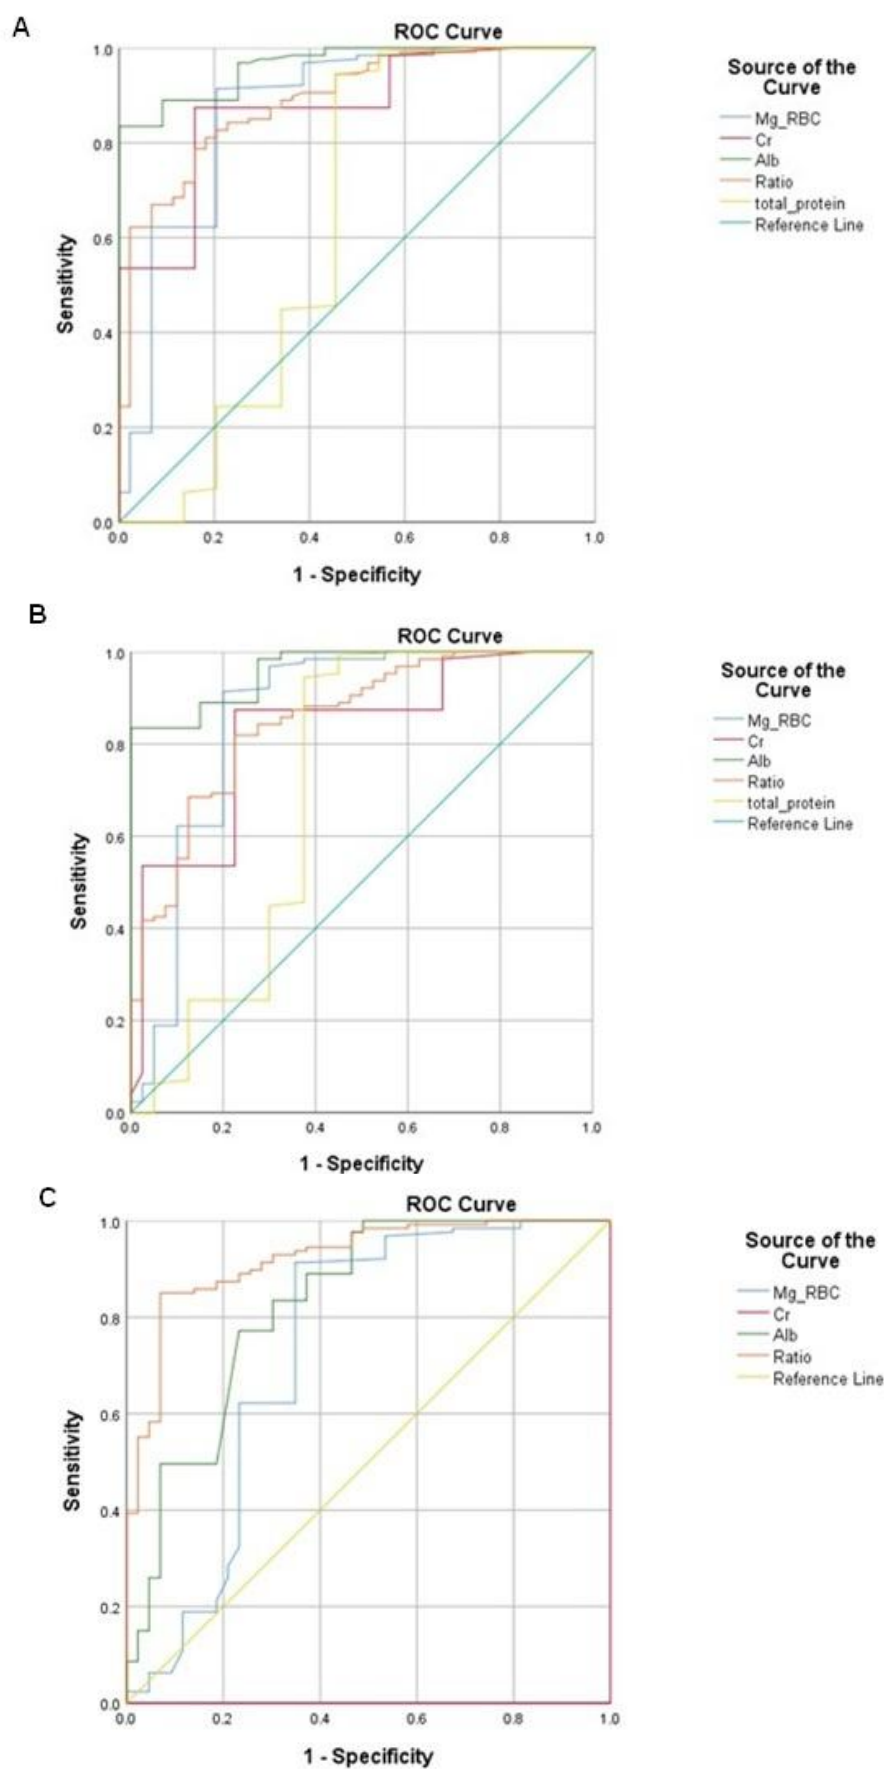 A
ROC Curve
Source of the
Curve
Mg_RBC
Cr
Alb
Ratio
total_protein
Reference Line
1.0
0.8
0.6
0.4
0.2
0.0
Sensitivity
0.0 0.2 0.4 0.6 0.8 1.0
1 - Specificity
B
ROC Curve
Source of the
Curve
Mg_RBC
Cr
Alb
Ratio
total_protein
Reference Line
1.0
0.8
0.6
0.4
0.2
0.0
Sensitivity
0.0 0.2 0.4 0.6 0.8 1.0
1 - Specificity
C
ROC Curve
Source of the
Curve
Mg_RBC
Cr
Alb
Ratio
Reference Line
1.0
0.8
0.6
0.4
0.2
0.0
Sensitivity
0.0 0.2 0.4 0.6 0.8 1.0
1 - Specificity